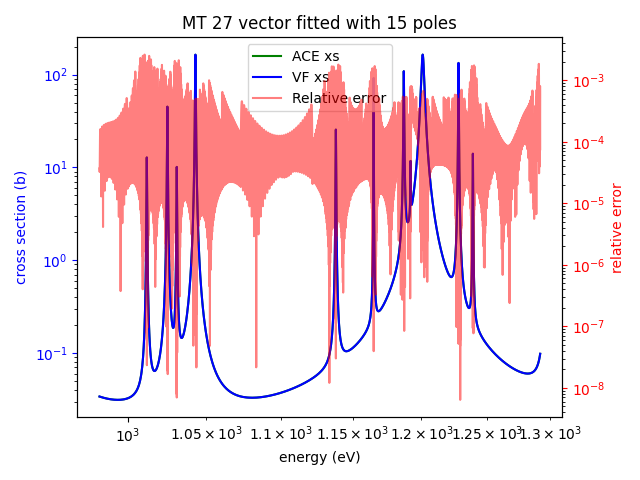 MT 27 vector fitted with 15 poles
ACE xs
VF xs
Relative error
cross section (b)
10²
10¹
10⁰
10⁻¹
relative error
10⁻³
10⁻⁴
10⁻⁵
10⁻⁶
10⁻⁷
10⁻⁸
10³ 1.05 × 10³ 1.1 × 10³ 1.15 × 10³ 1.2 × 10³ 1.25 × 10³ 1.3 × 10³
energy (eV)